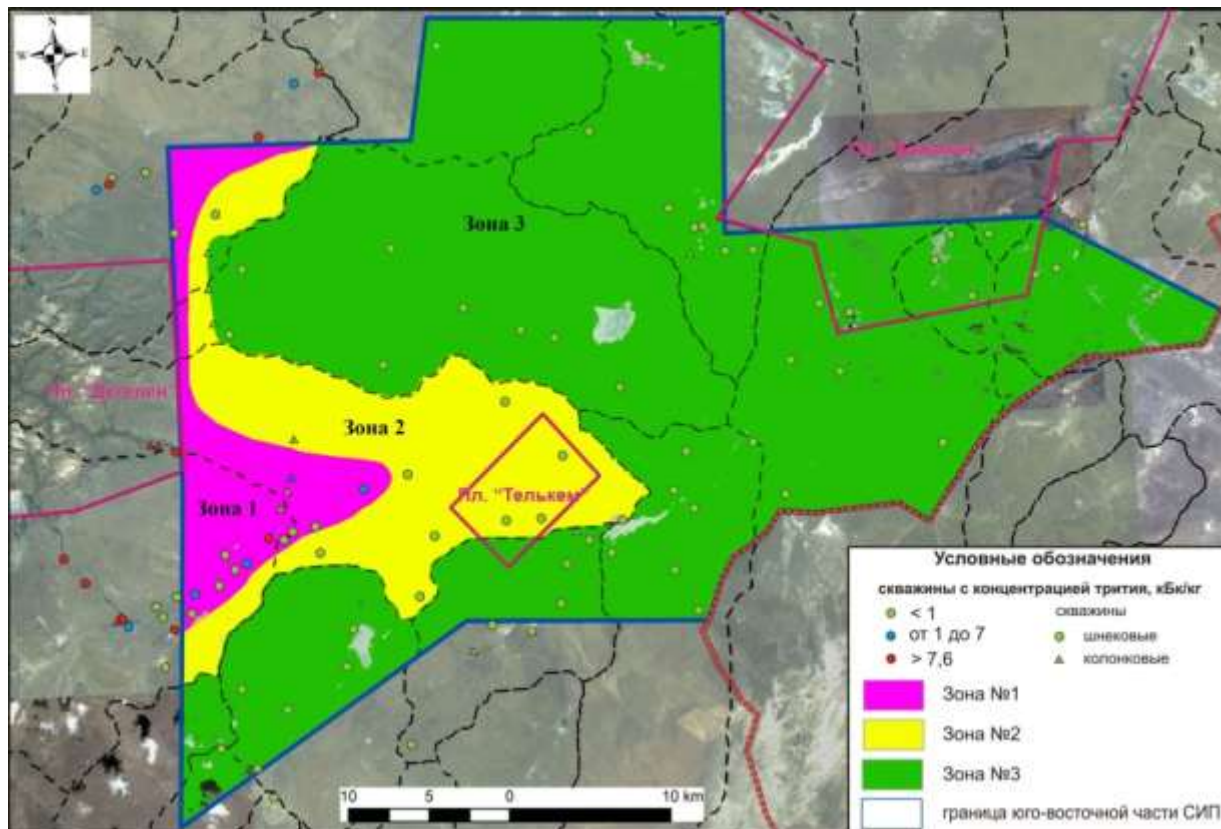 N
W E
S
Зона 3
Пл. "Дегелен"
Зона 2
Пл. "Телькем"
Зона 1
Условные обозначения
скважины с концентрацией трития, кБк/кг
< 1
от 1 до 7
> 7,6
скважины
шнековые
колонковые
Зона №1
Зона №2
Зона №3
граница юго-восточной части СИП
10 5 0 10 km